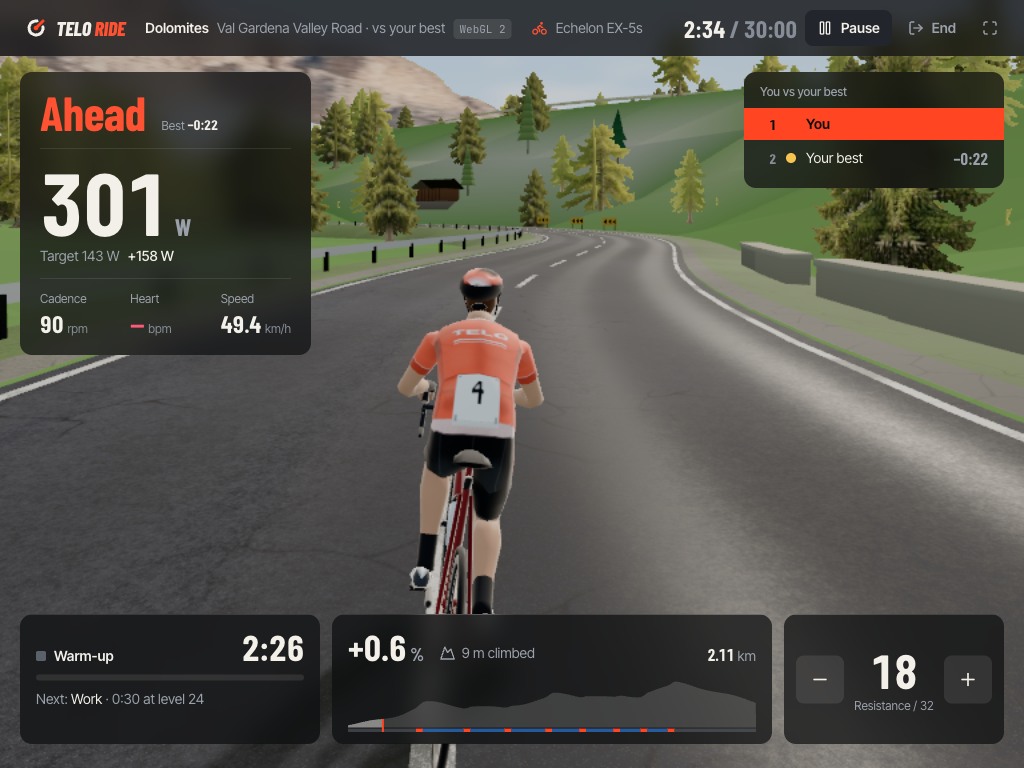 TELO RIDE Dolomites Val Gardena Valley Road · vs your best WebGL 2 Echelon EX-5s 2:34 / 30:00 Pause End
Ahead Best −0:22
301 W
Target 143 W +158 W
Cadence Heart Speed
90 rpm — bpm 49.4 km/h
You vs your best
1 You
2 Your best −0:22
TELO
4
Warm-up 2:26
Next: Work · 0:30 at level 24
+0.6 % 9 m climbed 2.11 km
− 18 +
Resistance / 32